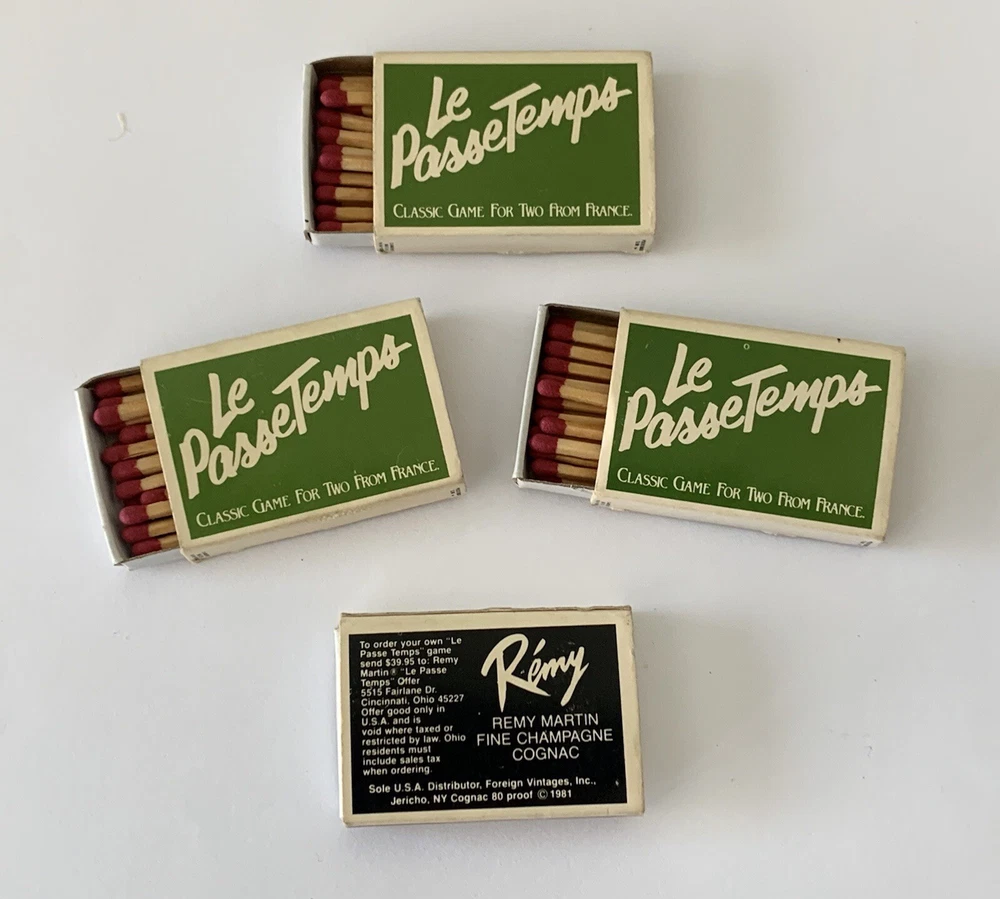 Le
PasseTemps
CLASSIC GAME FOR TWO FROM FRANCE.
Le
PasseTemps
CLASSIC GAME FOR TWO FROM FRANCE.
Le
PasseTemps
CLASSIC GAME FOR TWO FROM FRANCE.
To order your own "Le
Passe Temps" game
send $39.95 to: Remy
Martin® "Le Passe
Temps" Offer
5515 Fairlane Dr.
Cincinnati, Ohio 45227
Offer good only in
U.S.A. and is
void where taxed or
restricted by law. Ohio
residents must
include sales tax
when ordering.
Rémy
REMY MARTIN
FINE CHAMPAGNE
COGNAC
Sole U.S.A. Distributor, Foreign Vintages, Inc.,
Jericho, NY Cognac 80 proof © 1981